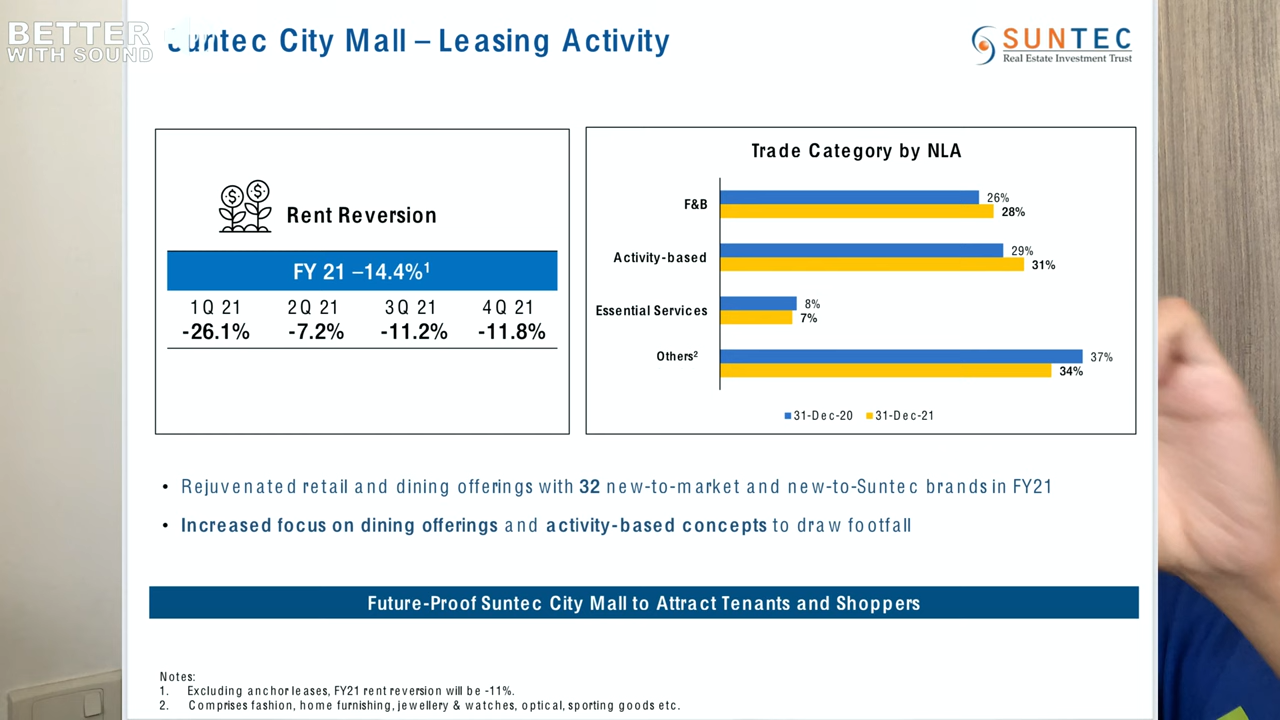 BETTER
WITH SOUND
Suntec City Mall – Leasing Activity
SUNTEC
Real Estate Investment Trust
Rent Reversion
FY 21 –14.4%¹
1Q 21 2Q 21 3Q 21 4Q 21
-26.1% -7.2% -11.2% -11.8%
Trade Category by NLA
F&B 26%
28%
Activity-based 29%
31%
Essential Services 8%
7%
Others² 37%
34%
31-Dec-20 31-Dec-21
• Rejuvenated retail and dining offerings with 32 new-to-market and new-to-Suntec brands in FY21
• Increased focus on dining offerings and activity-based concepts to draw footfall
Future-Proof Suntec City Mall to Attract Tenants and Shoppers
Notes:
1. Excluding anchor leases, FY21 rent reversion will be -11%.
2. Comprises fashion, home furnishing, jewellery & watches, optical, sporting goods etc.